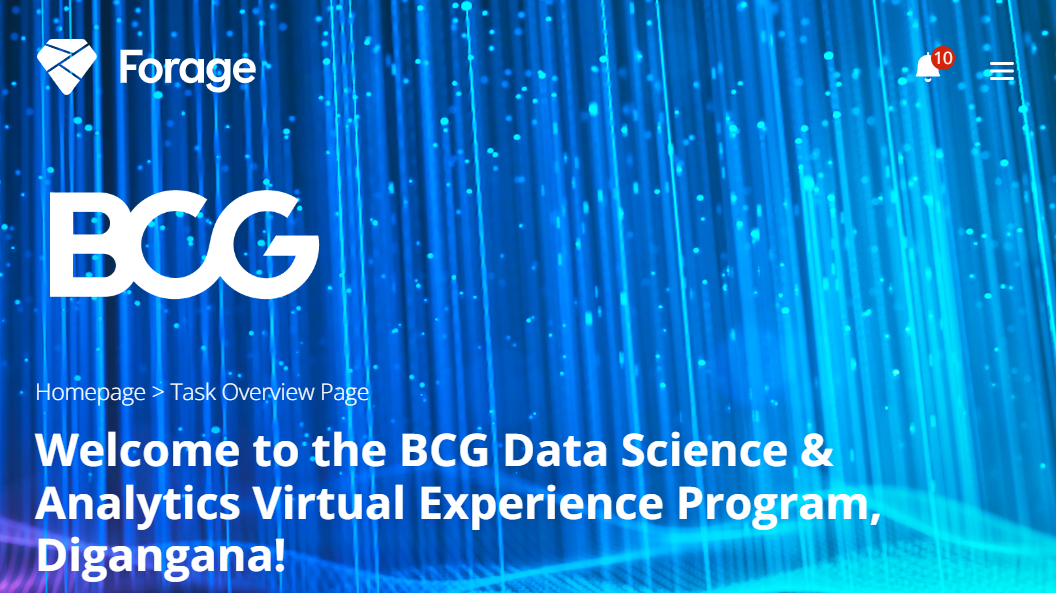 Forage
10
BCG
Homepage > Task Overview Page
Welcome to the BCG Data Science &
Analytics Virtual Experience Program,
Digangana!